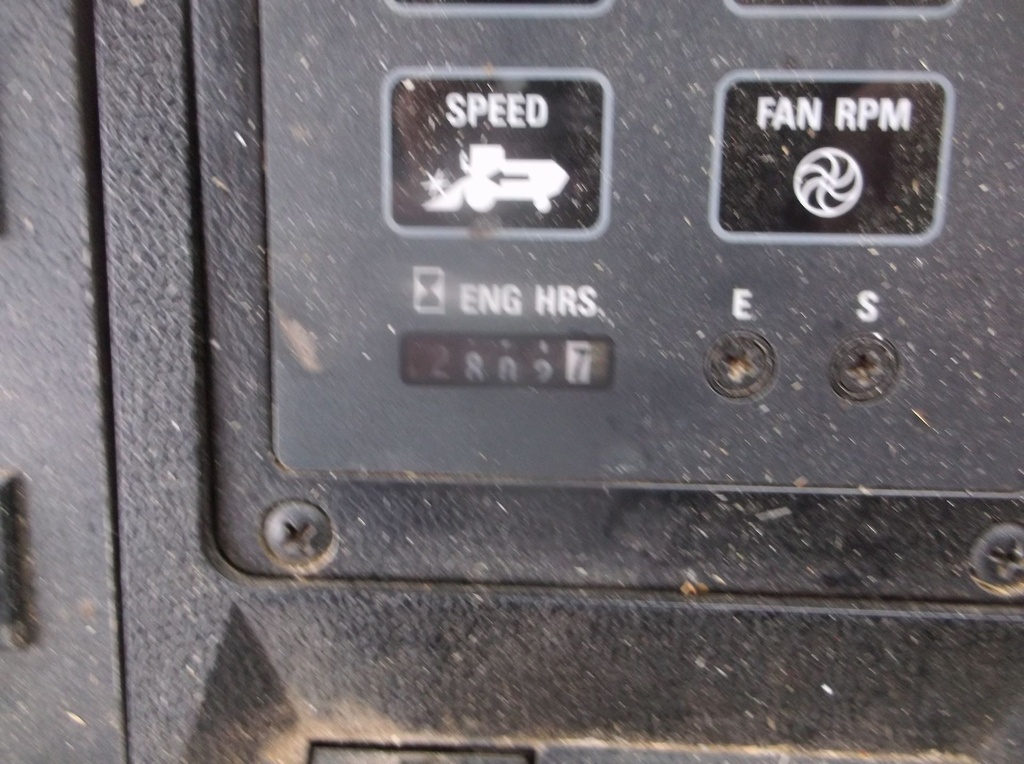 SPEED
FAN RPM
ENG HRS.
E
S
28097